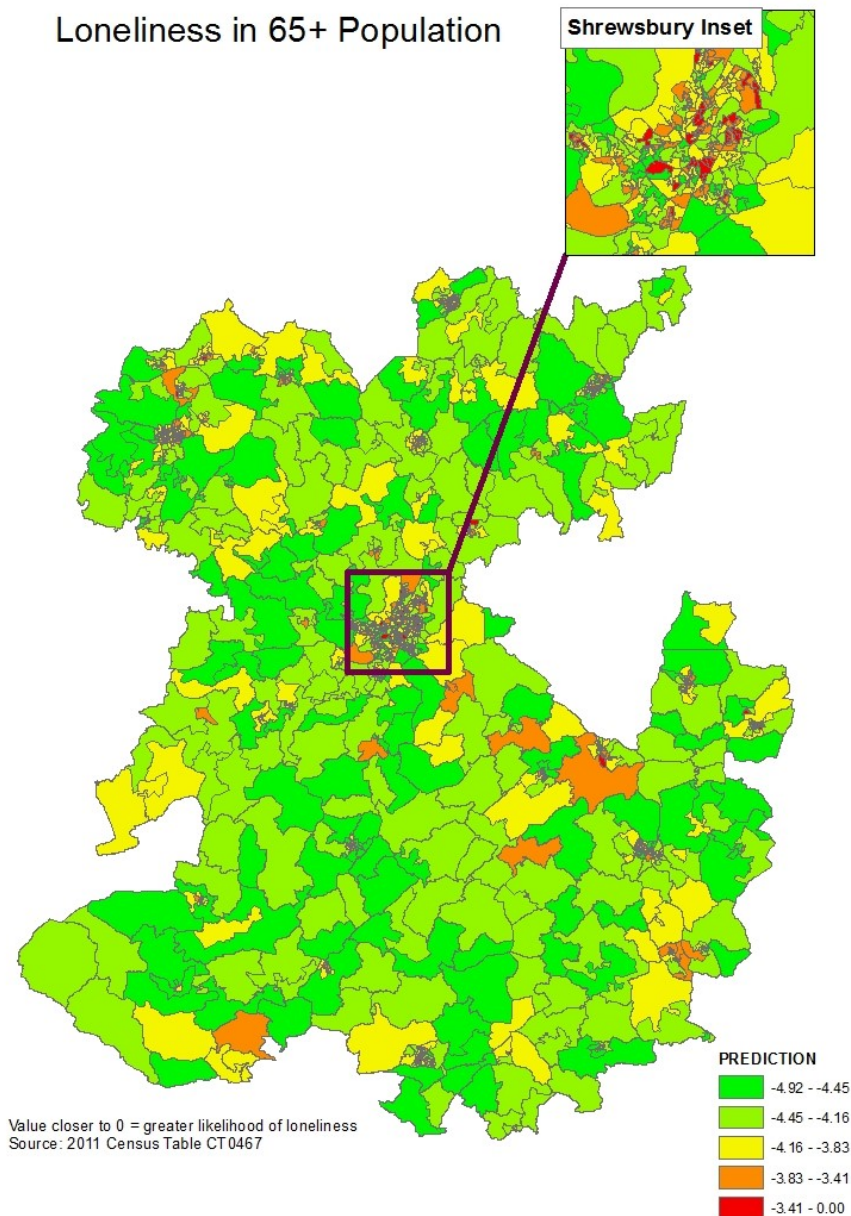 Loneliness in 65+ Population
Shrewsbury Inset
PREDICTION
-4.92 - -4.45
-4.45 - -4.16
-4.16 - -3.83
-3.83 - -3.41
-3.41 - 0.00
Value closer to 0 = greater likelihood of loneliness
Source: 2011 Census Table CT0467